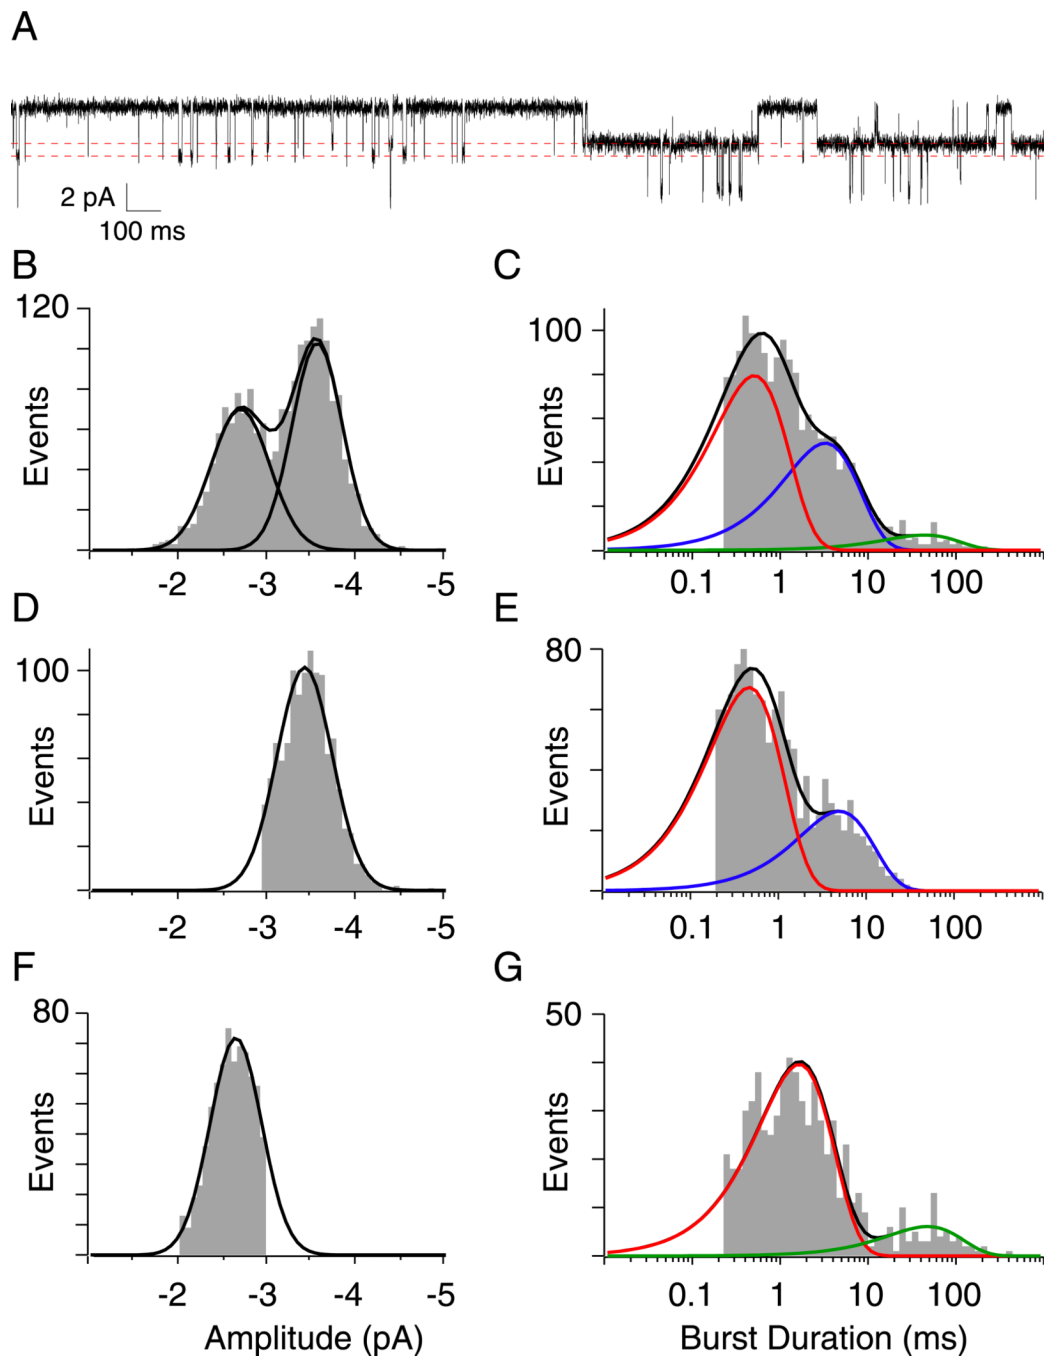 A
2 pA
100 ms
B
120
Events
-2 -3 -4 -5
C
100
Events
0.1 1 10 100
D
100
Events
-2 -3 -4 -5
E
80
Events
0.1 1 10 100
F
80
Events
-2 -3 -4 -5
Amplitude (pA)
G
50
Events
0.1 1 10 100
Burst Duration (ms)